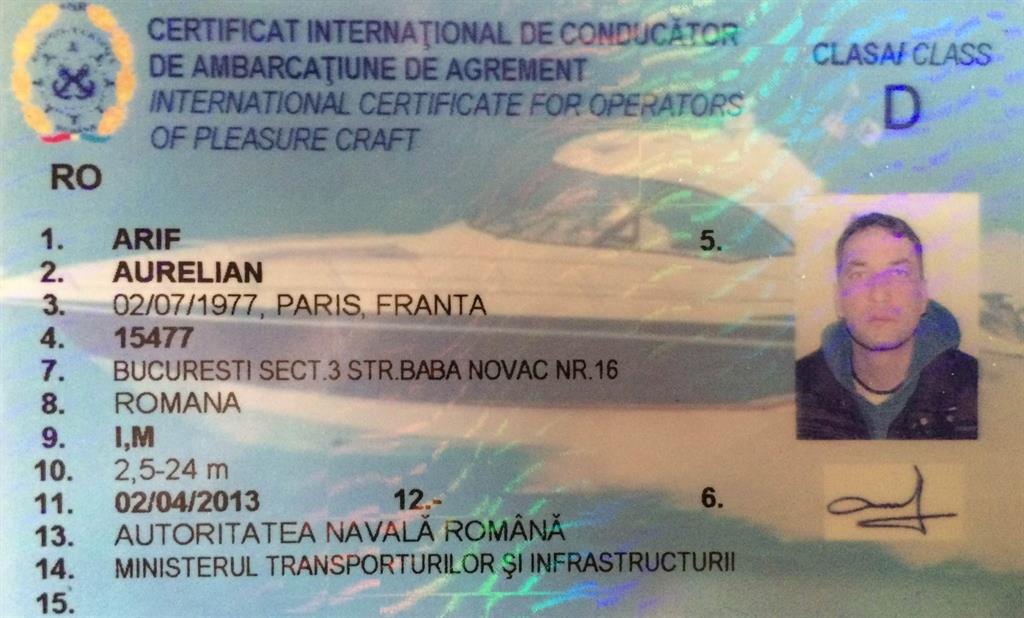 CERTIFICAT INTERNAŢIONAL DE CONDUCĂTOR
DE AMBARCAŢIUNE DE AGREMENT
INTERNATIONAL CERTIFICATE FOR OPERATORS
OF PLEASURE CRAFT
CLASA/ CLASS
D
RO
1. ARIF
2. AURELIAN
3. 02/07/1977, PARIS, FRANTA
4. 15477
5.
7. BUCURESTI SECT.3 STR.BABA NOVAC NR.16
8. ROMANA
9. I,M
10. 2,5-24 m
11. 02/04/2013 12.-
6.
13. AUTORITATEA NAVALĂ ROMÂNĂ
14. MINISTERUL TRANSPORTURILOR ŞI INFRASTRUCTURII
15.